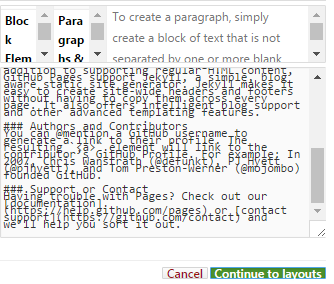 Bloc
k
Elem
Parag
raphs &
To create a paragraph, simply
create a block of text that is not
separated by one or more blank
addition to supporting regular HTML content,
GitHub Pages support Jekyll, a simple, blog
aware static site generator. Jekyll makes it
easy to create site-wide headers and footers
without having to copy them across every
page. It also offers intelligent blog support
and other advanced templating features.
### Authors and Contributors
You can @mention a GitHub username to
generate a link to their profile. The
resulting `<a>` element will link to the
contributor's GitHub Profile. For example: In
2007, Chris Wanstrath (@defunkt), PJ Hyett
(@pjhyett), and Tom Preston-Werner (@mojombo)
founded GitHub.
### Support or Contact
Having trouble with Pages? Check out our
[documentation]
(https://help.github.com/pages) or [contact
support](https://github.com/contact) and
we'll help you sort it out.
Cancel Continue to layouts